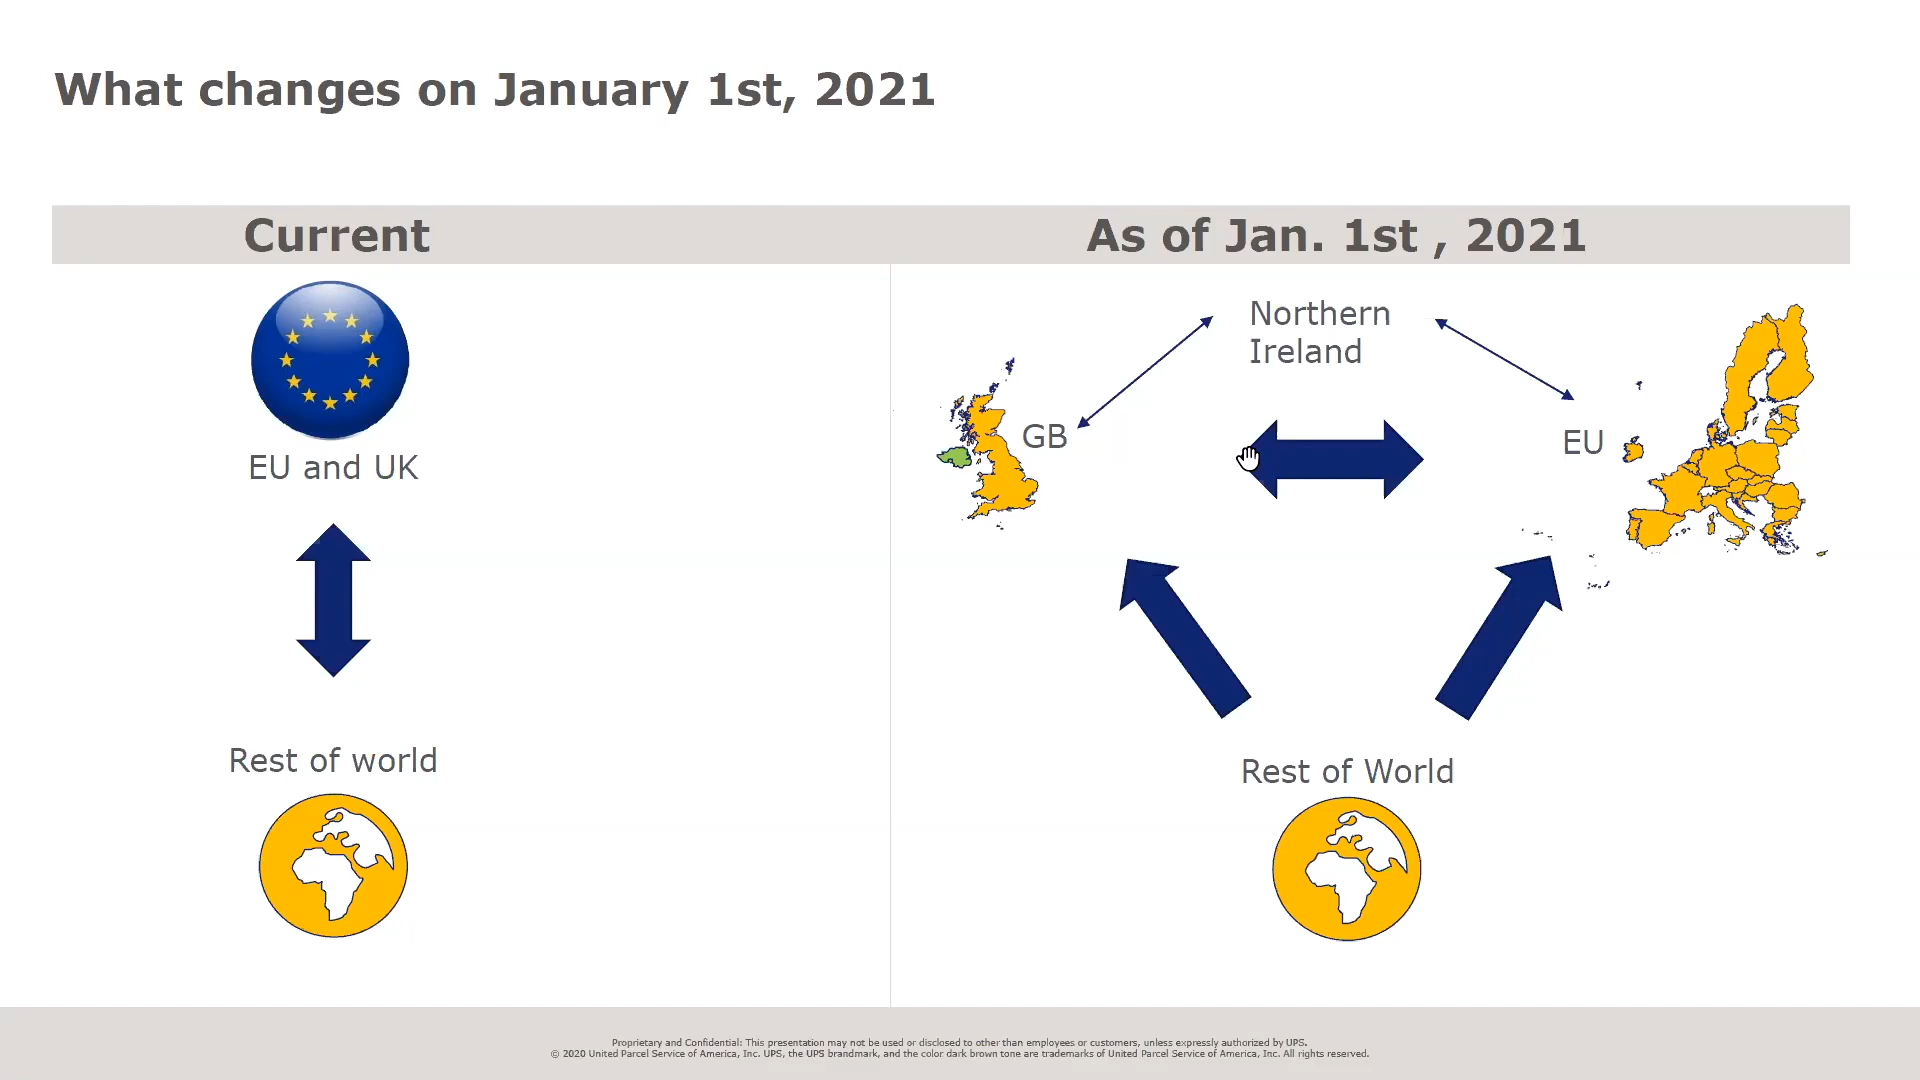 What changes on January 1st, 2021
Current
As of Jan. 1st , 2021
EU and UK
Rest of world
Northern
Ireland
GB
EU
Rest of World
Proprietary and Confidential: This presentation may not be used or disclosed to other than employees or customers, unless expressly authorized by UPS.
© 2020 United Parcel Service of America, Inc. UPS, the UPS brandmark, and the color dark brown tone are trademarks of United Parcel Service of America, Inc. All rights reserved.